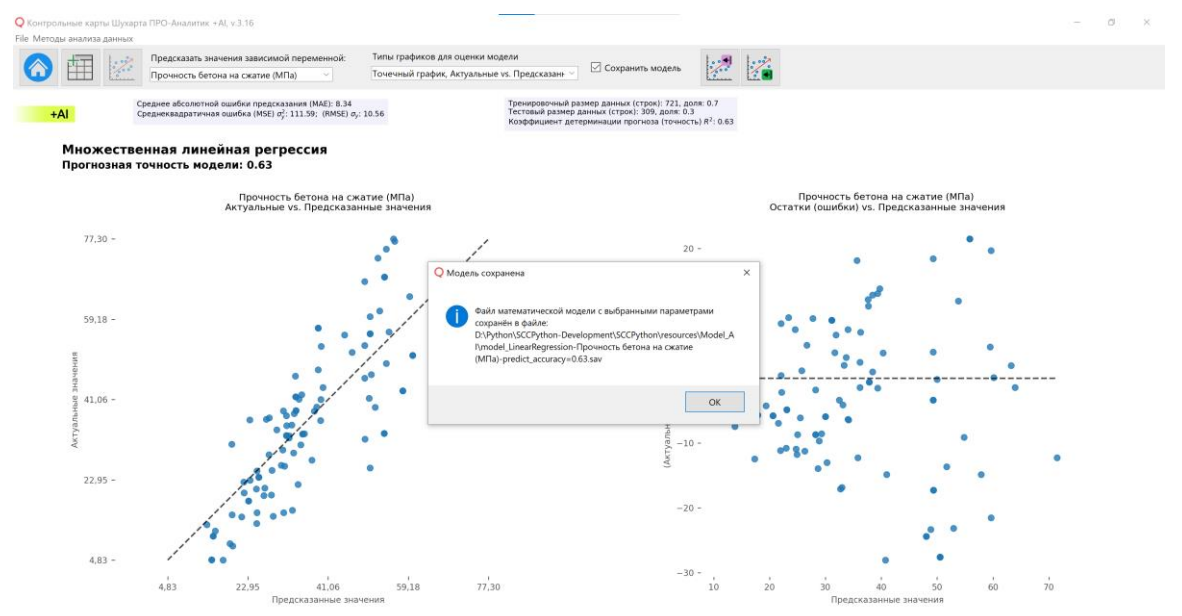 Контрольные карты Шухарта ПРО-Аналитик +AI, v.3.16
File Методы анализа данных
Предсказать значения зависимой переменной:
Прочность бетона на сжатие (МПа)
Типы графиков для оценки модели
Точечный график, Актуальные vs. Предсказанн
Сохранить модель
+AI
Среднее абсолютной ошибки предсказания (MAE): 8.34
Среднеквадратичная ошибка (MSE) σ²ᵧ: 111.59; (RMSE) σᵧ: 10.56
Тренировочный размер данных (строк): 721, доля: 0.7
Тестовый размер данных (строк): 309, доля: 0.3
Коэффициент детерминации прогноза (точность) R²: 0.63
Множественная линейная регрессия
Прогнозная точность модели: 0.63
Прочность бетона на сжатие (МПа)
Актуальные vs. Предсказанные значения
77,30
59,18
41,06
22,95
4,83
Актуальные значения
4,83 22,95 41,06 59,18 77,30
Предсказанные значения
Модель сохранена
Файл математической модели с выбранными параметрами
сохранён в файле:
D:\Python\SCCPython-Development\SCCPython\resources\Model_A
I\model_LinearRegression-Прочность бетона на сжатие
(МПа)-predict_accuracy=0.63.sav
OK
Прочность бетона на сжатие (МПа)
Остатки (ошибки) vs. Предсказанные значения
20
−10
−20
−30
(Актуальн
10 20 30 40 50 60 70
Предсказанные значения